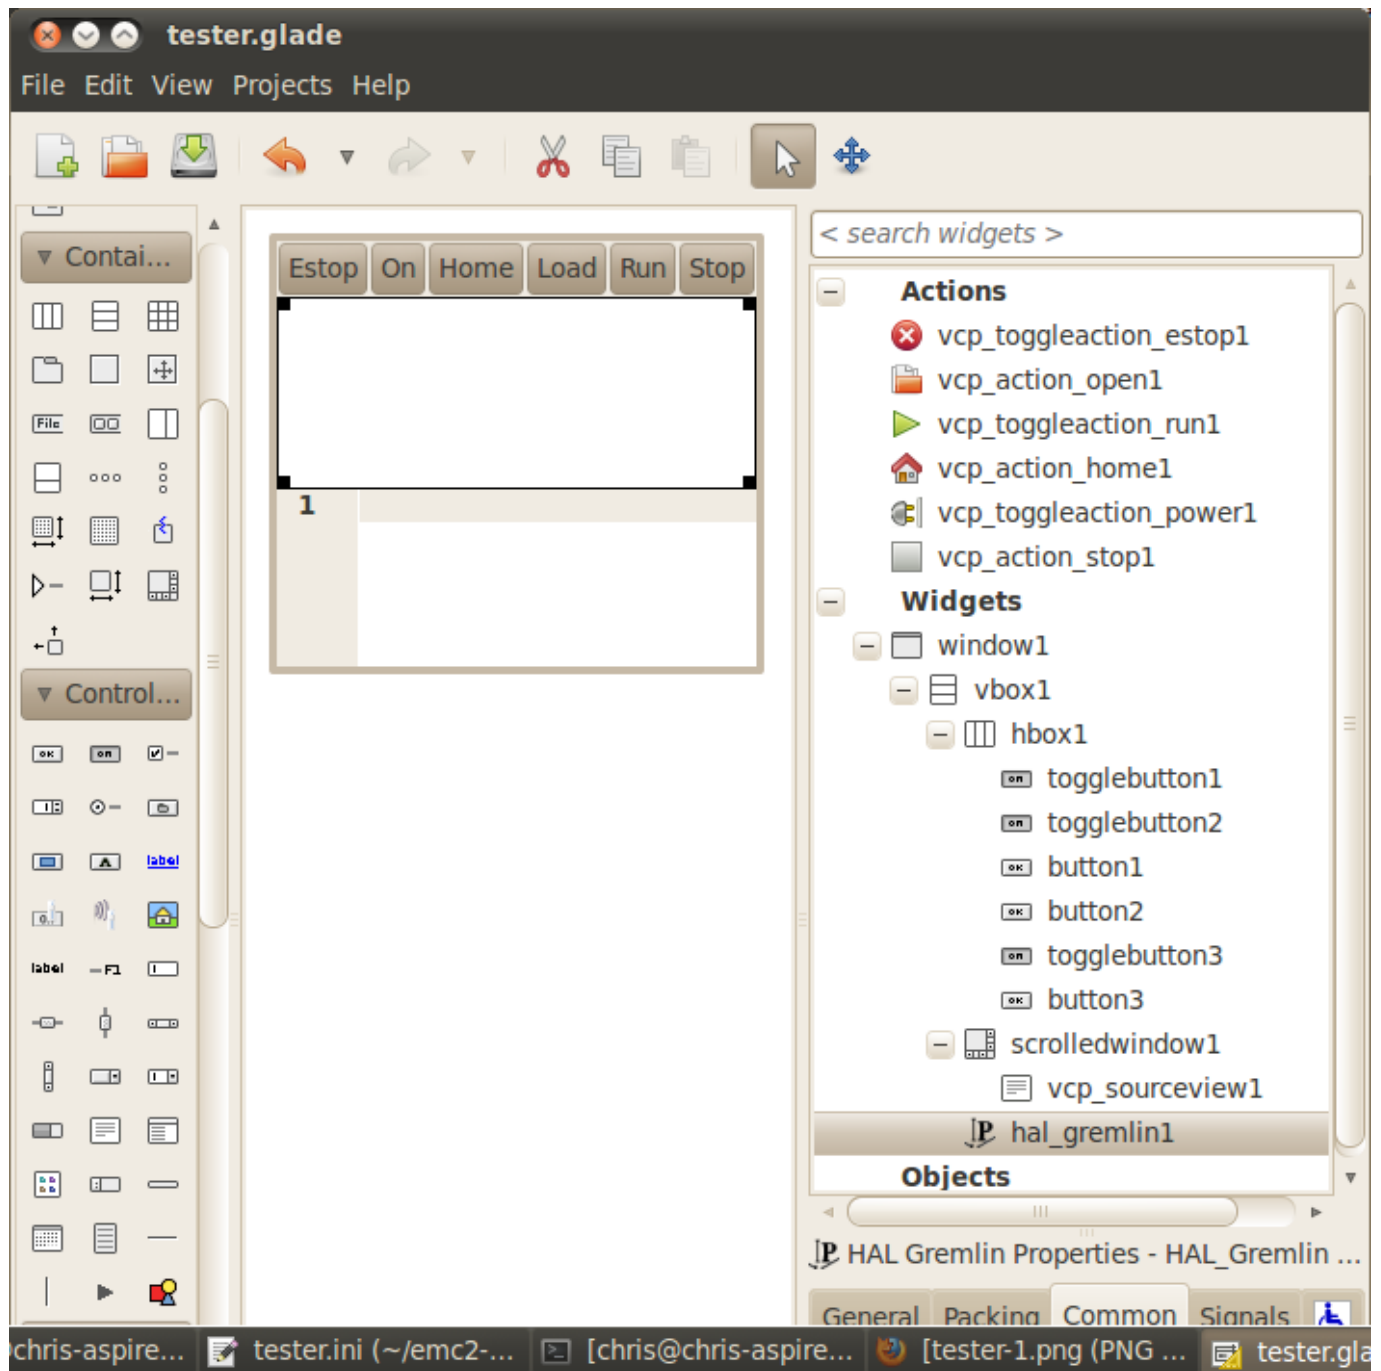 tester.glade
File Edit View Projects Help
Contai...
File
Control...
label
label
F1
Estop On Home Load Run Stop
1
< search widgets >
Actions
vcp_toggleaction_estop1
vcp_action_open1
vcp_toggleaction_run1
vcp_action_home1
vcp_toggleaction_power1
vcp_action_stop1
Widgets
window1
vbox1
hbox1
togglebutton1
togglebutton2
button1
button2
togglebutton3
button3
scrolledwindow1
vcp_sourceview1
hal_gremlin1
Objects
HAL Gremlin Properties - HAL_Gremlin ...
General Packing Common Signals
chris-aspire... tester.ini (~/emc2-... [chris@chris-aspire... [tester-1.png (PNG ... tester.gla